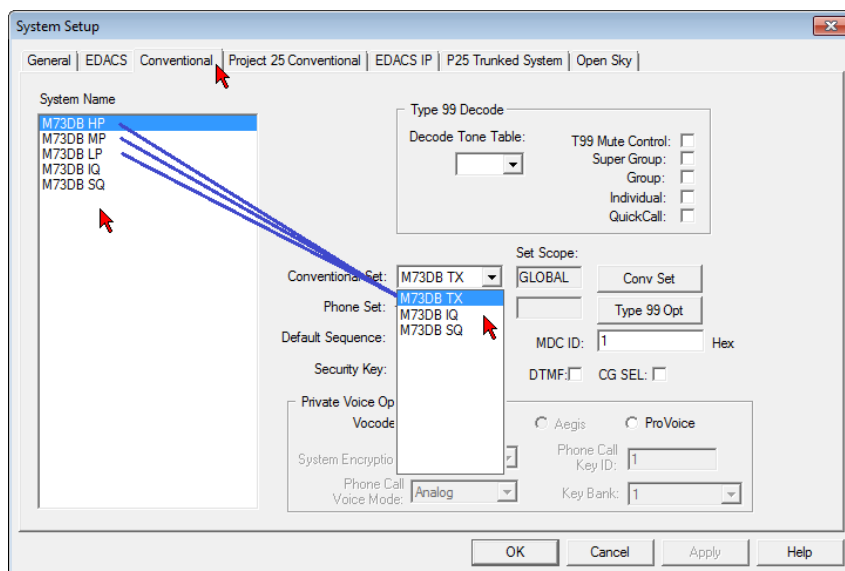 System Setup
General EDACS Conventional Project 25 Conventional EDACS IP P25 Trunked System Open Sky
System Name
M73DB HP
M73DB MP
M73DB LP
M73DB IQ
M73DB SQ
Type 99 Decode
Decode Tone Table:
T99 Mute Control:
Super Group:
Group:
Individual:
QuickCall:
Set Scope:
Conventional Set: M73DB TX GLOBAL Conv Set
M73DB TX
M73DB IQ
M73DB SQ
Phone Set: Type 99 Opt
Default Sequence: MDC ID: 1 Hex
Security Key: DTMF: CG SEL:
Private Voice Op
Vocode Aegis ProVoice
System Encryptio Phone Call Key ID: 1
Phone Call Voice Mode: Analog Key Bank: 1
OK Cancel Apply Help